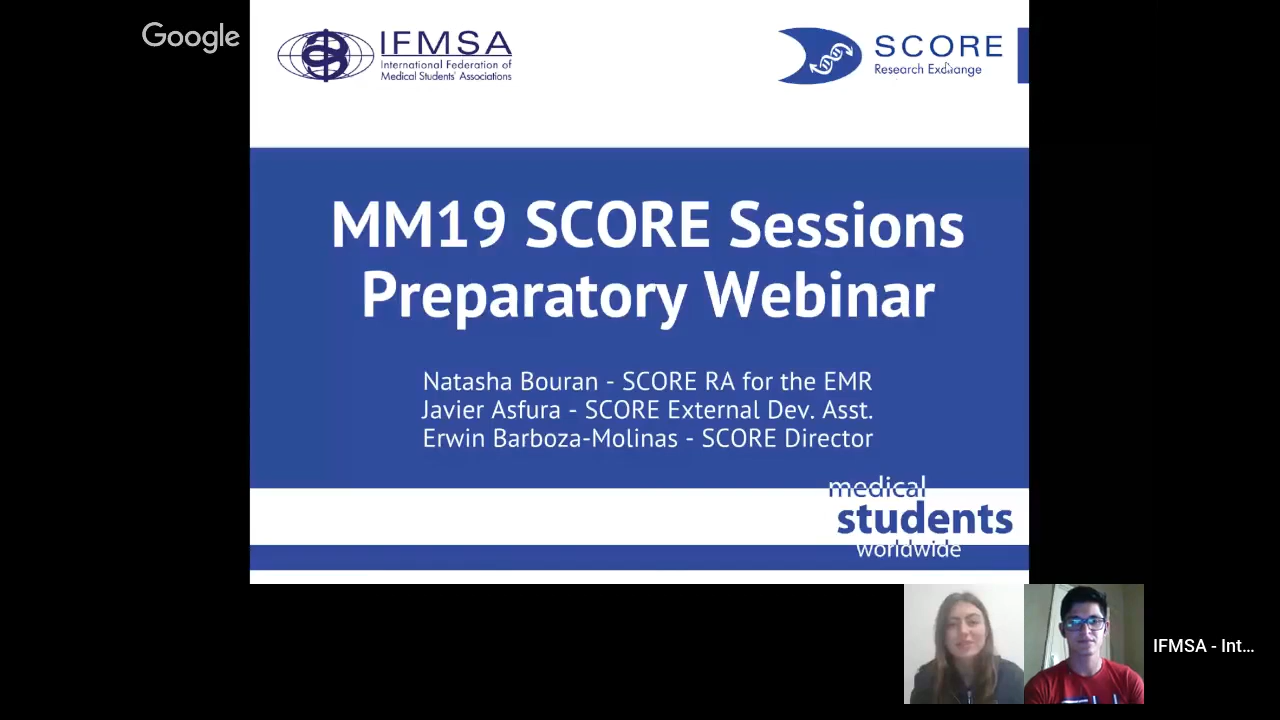 Google
IFMSA
International Federation of
Medical Students' Associations
SCORE
Research Exchange
MM19 SCORE Sessions
Preparatory Webinar
Natasha Bouran - SCORE RA for the EMR
Javier Asfura - SCORE External Dev. Asst.
Erwin Barboza-Molinas - SCORE Director
medical
students
worldwide
IFMSA - Int...